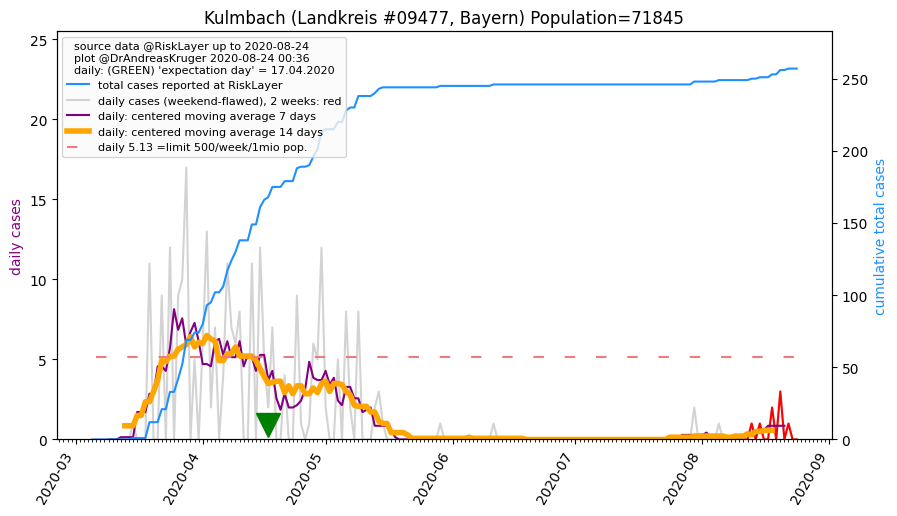 Kulmbach (Landkreis #09477, Bayern) Population=71845
source data @RiskLayer up to 2020-08-24
plot @DrAndreasKruger 2020-08-24 00:36
daily: (GREEN) 'expectation day' = 17.04.2020
total cases reported at RiskLayer
daily cases (weekend-flawed), 2 weeks: red
daily: centered moving average 7 days
daily: centered moving average 14 days
daily 5.13 =limit 500/week/1mio pop.
daily cases
25
20
15
10
5
0
cumulative total cases
250
200
150
100
50
0
2020-03
2020-04
2020-05
2020-06
2020-07
2020-08
2020-09